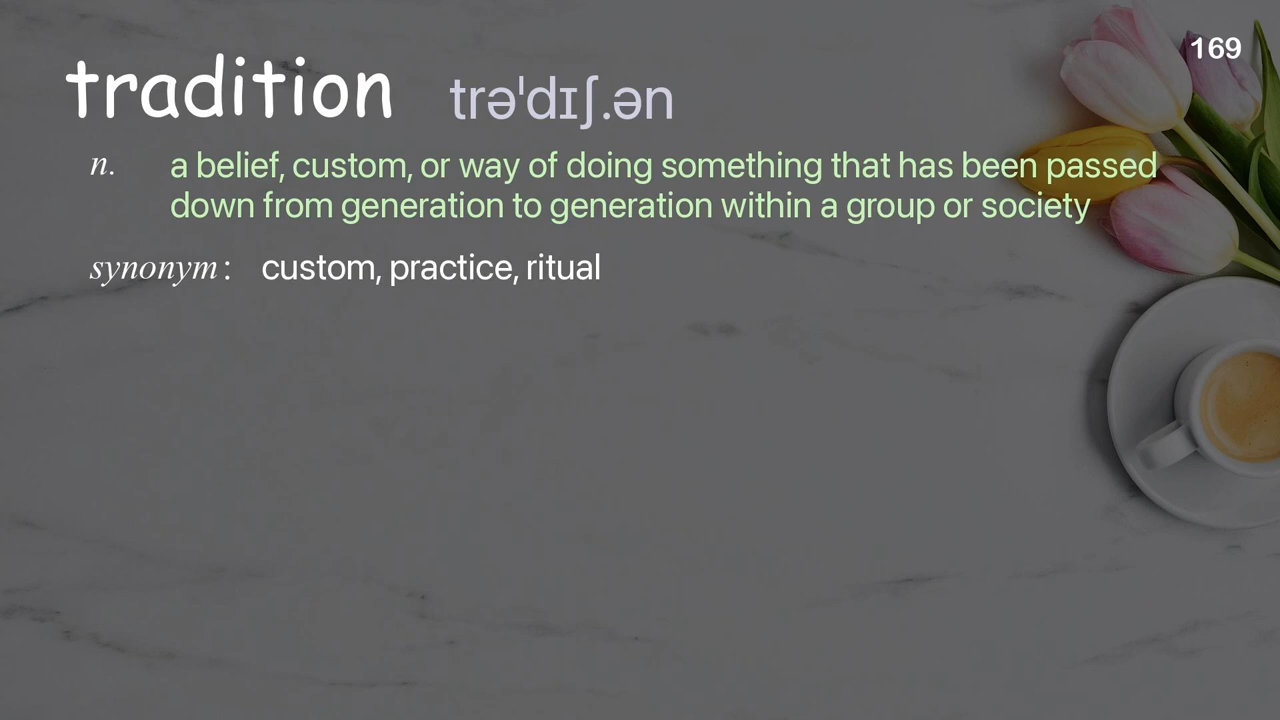 169
tradition trəˈdɪʃ.ən
n. a belief, custom, or way of doing something that has been passed
down from generation to generation within a group or society
synonym: custom, practice, ritual